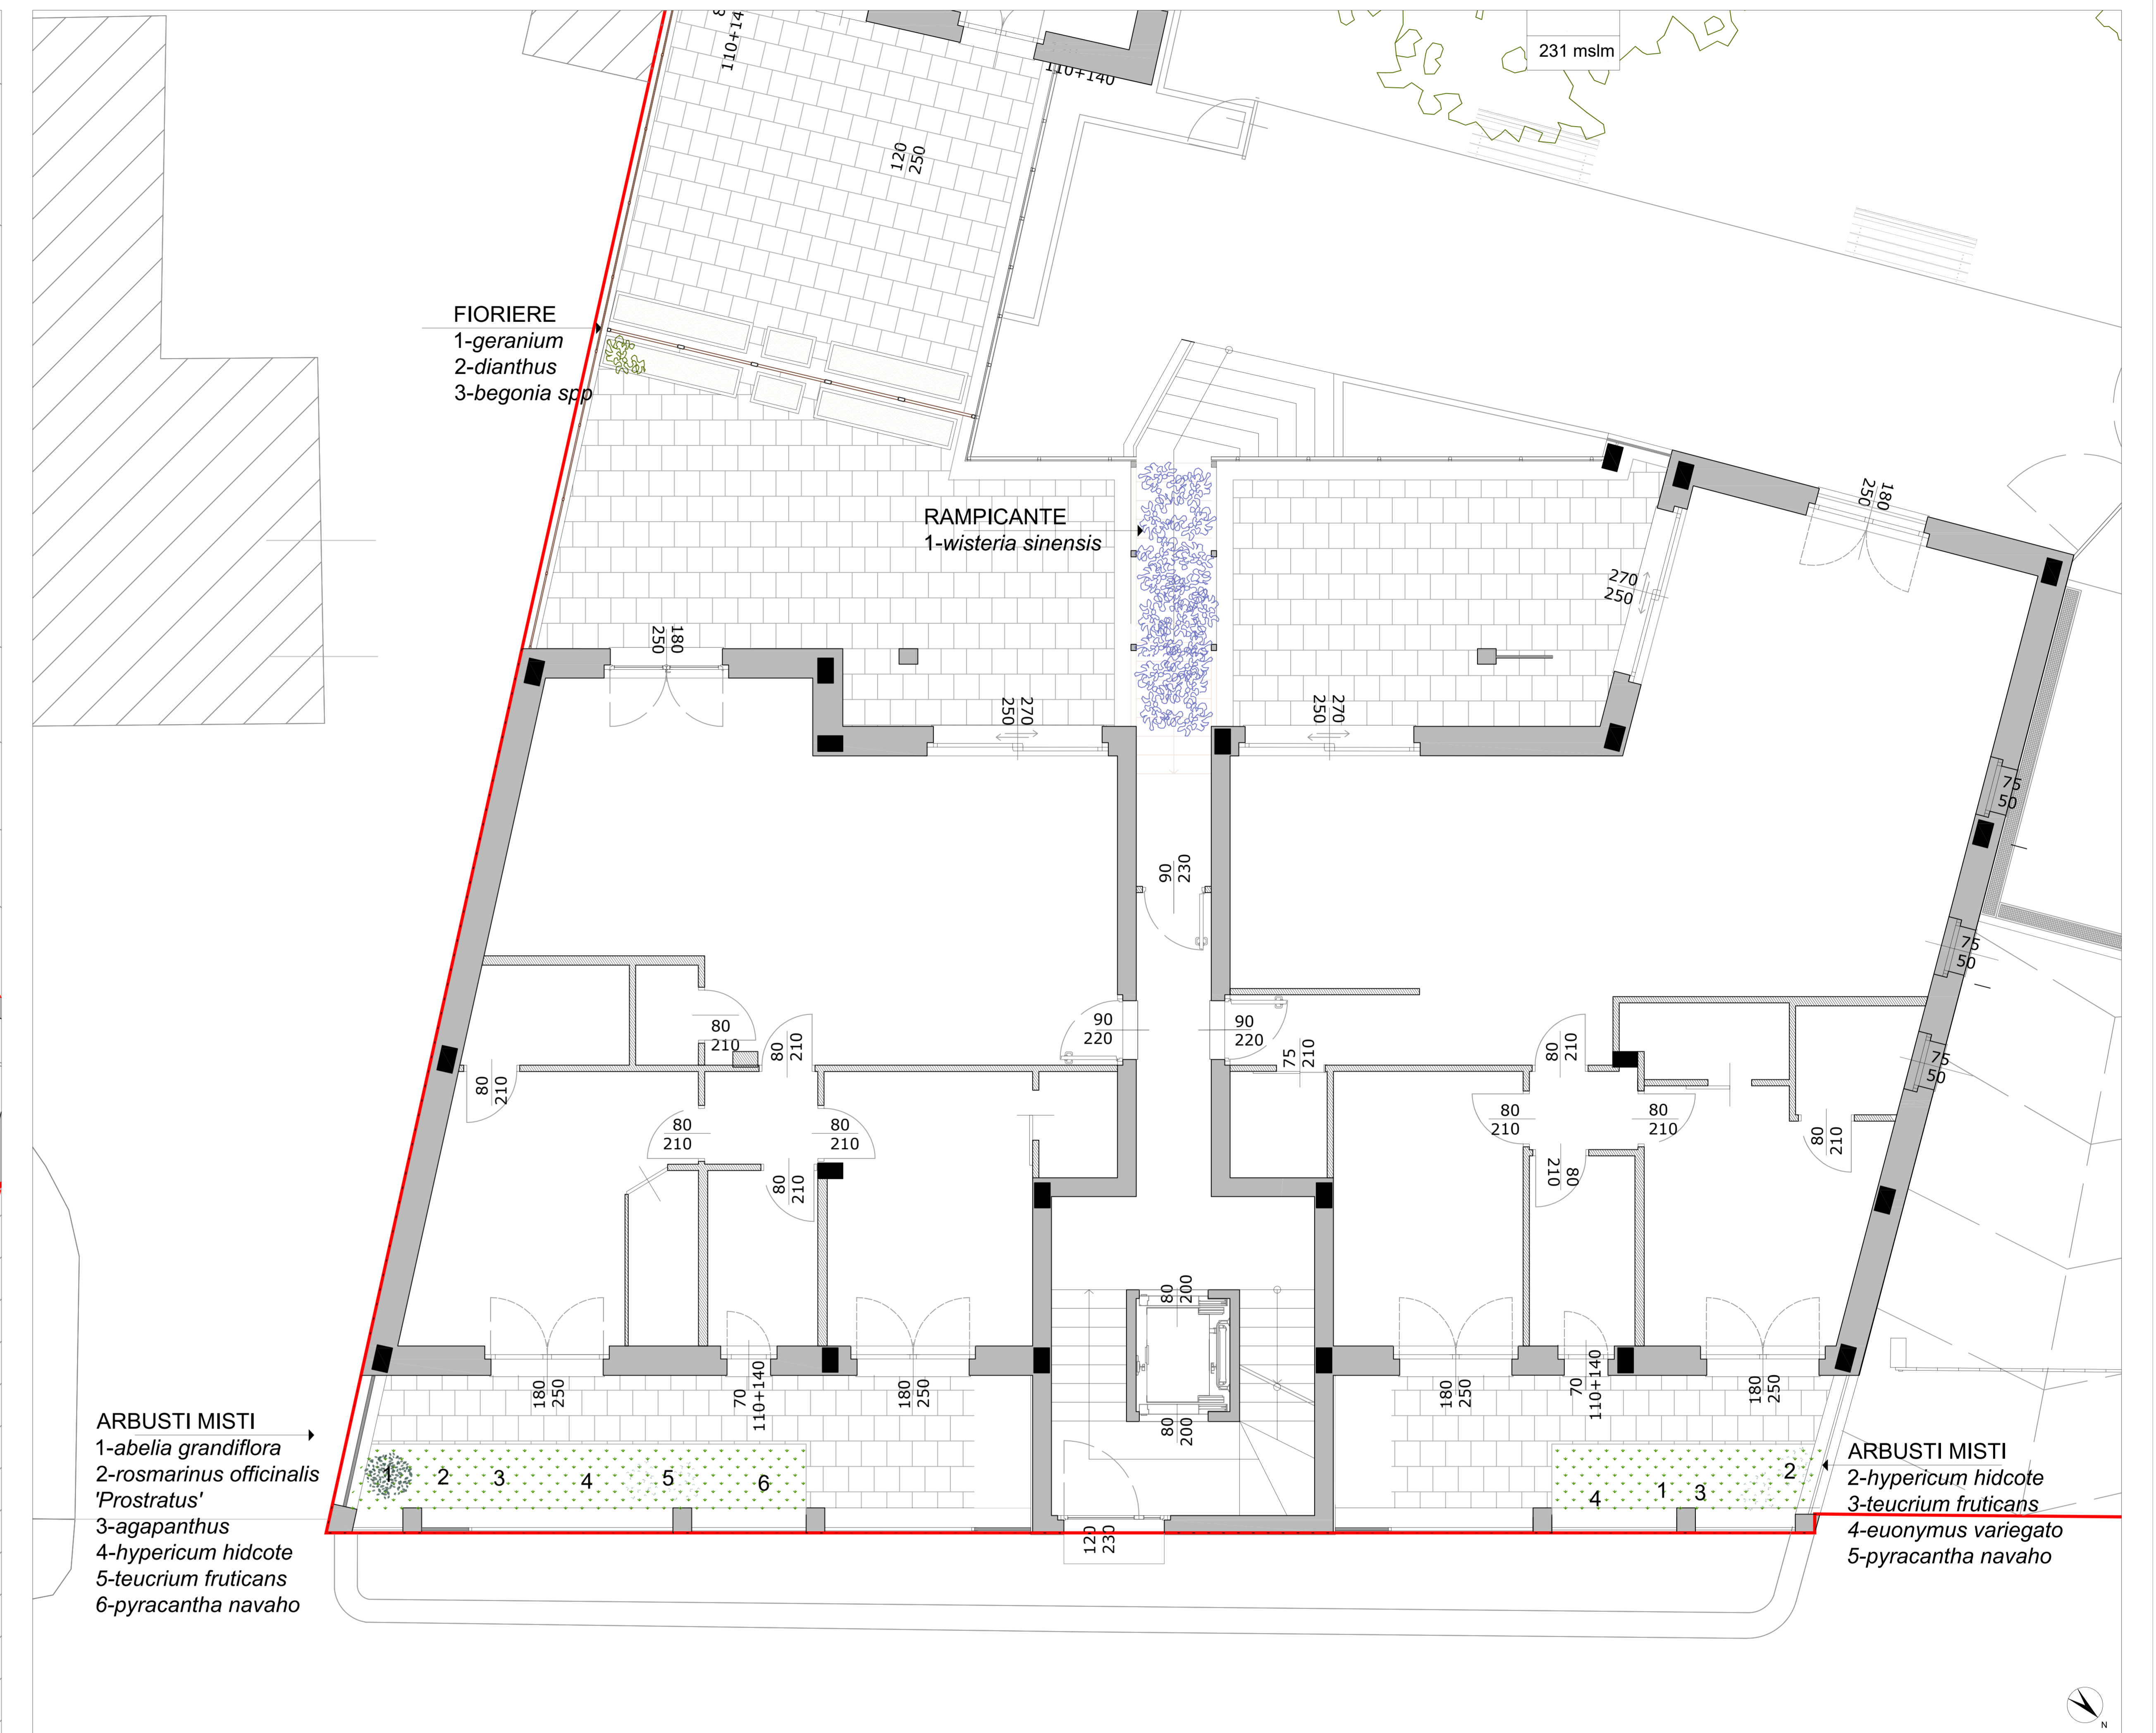 110+14
110+140
231 mslm
120
250
FIORIERE
1-geranium
2-dianthus
3-begonia spp
180
250
RAMPICANTE
1-wisteria sinensis
270
250
180
250
270
250
270
250
75
50
90
230
75
50
80
210
80
210
90
220
90
220
75
210
80
210
75
50
80
210
80
210
80
210
80
210
80
210
80
210
80
210
80
210
80
200
80
200
180
250
70
110+140
180
250
180
250
70
110+140
180
250
ARBUSTI MISTI
1-abelia grandiflora
2-rosmarinus officinalis
'Prostratus'
3-agapanthus
4-hypericum hidcote
5-teucrium fruticans
6-pyracantha navaho
1 2 3 4 5 6
4 1 3 2
ARBUSTI MISTI
2-hypericum hidcote
3-teucrium fruticans
4-euonymus variegato
5-pyracantha navaho
120
230
N